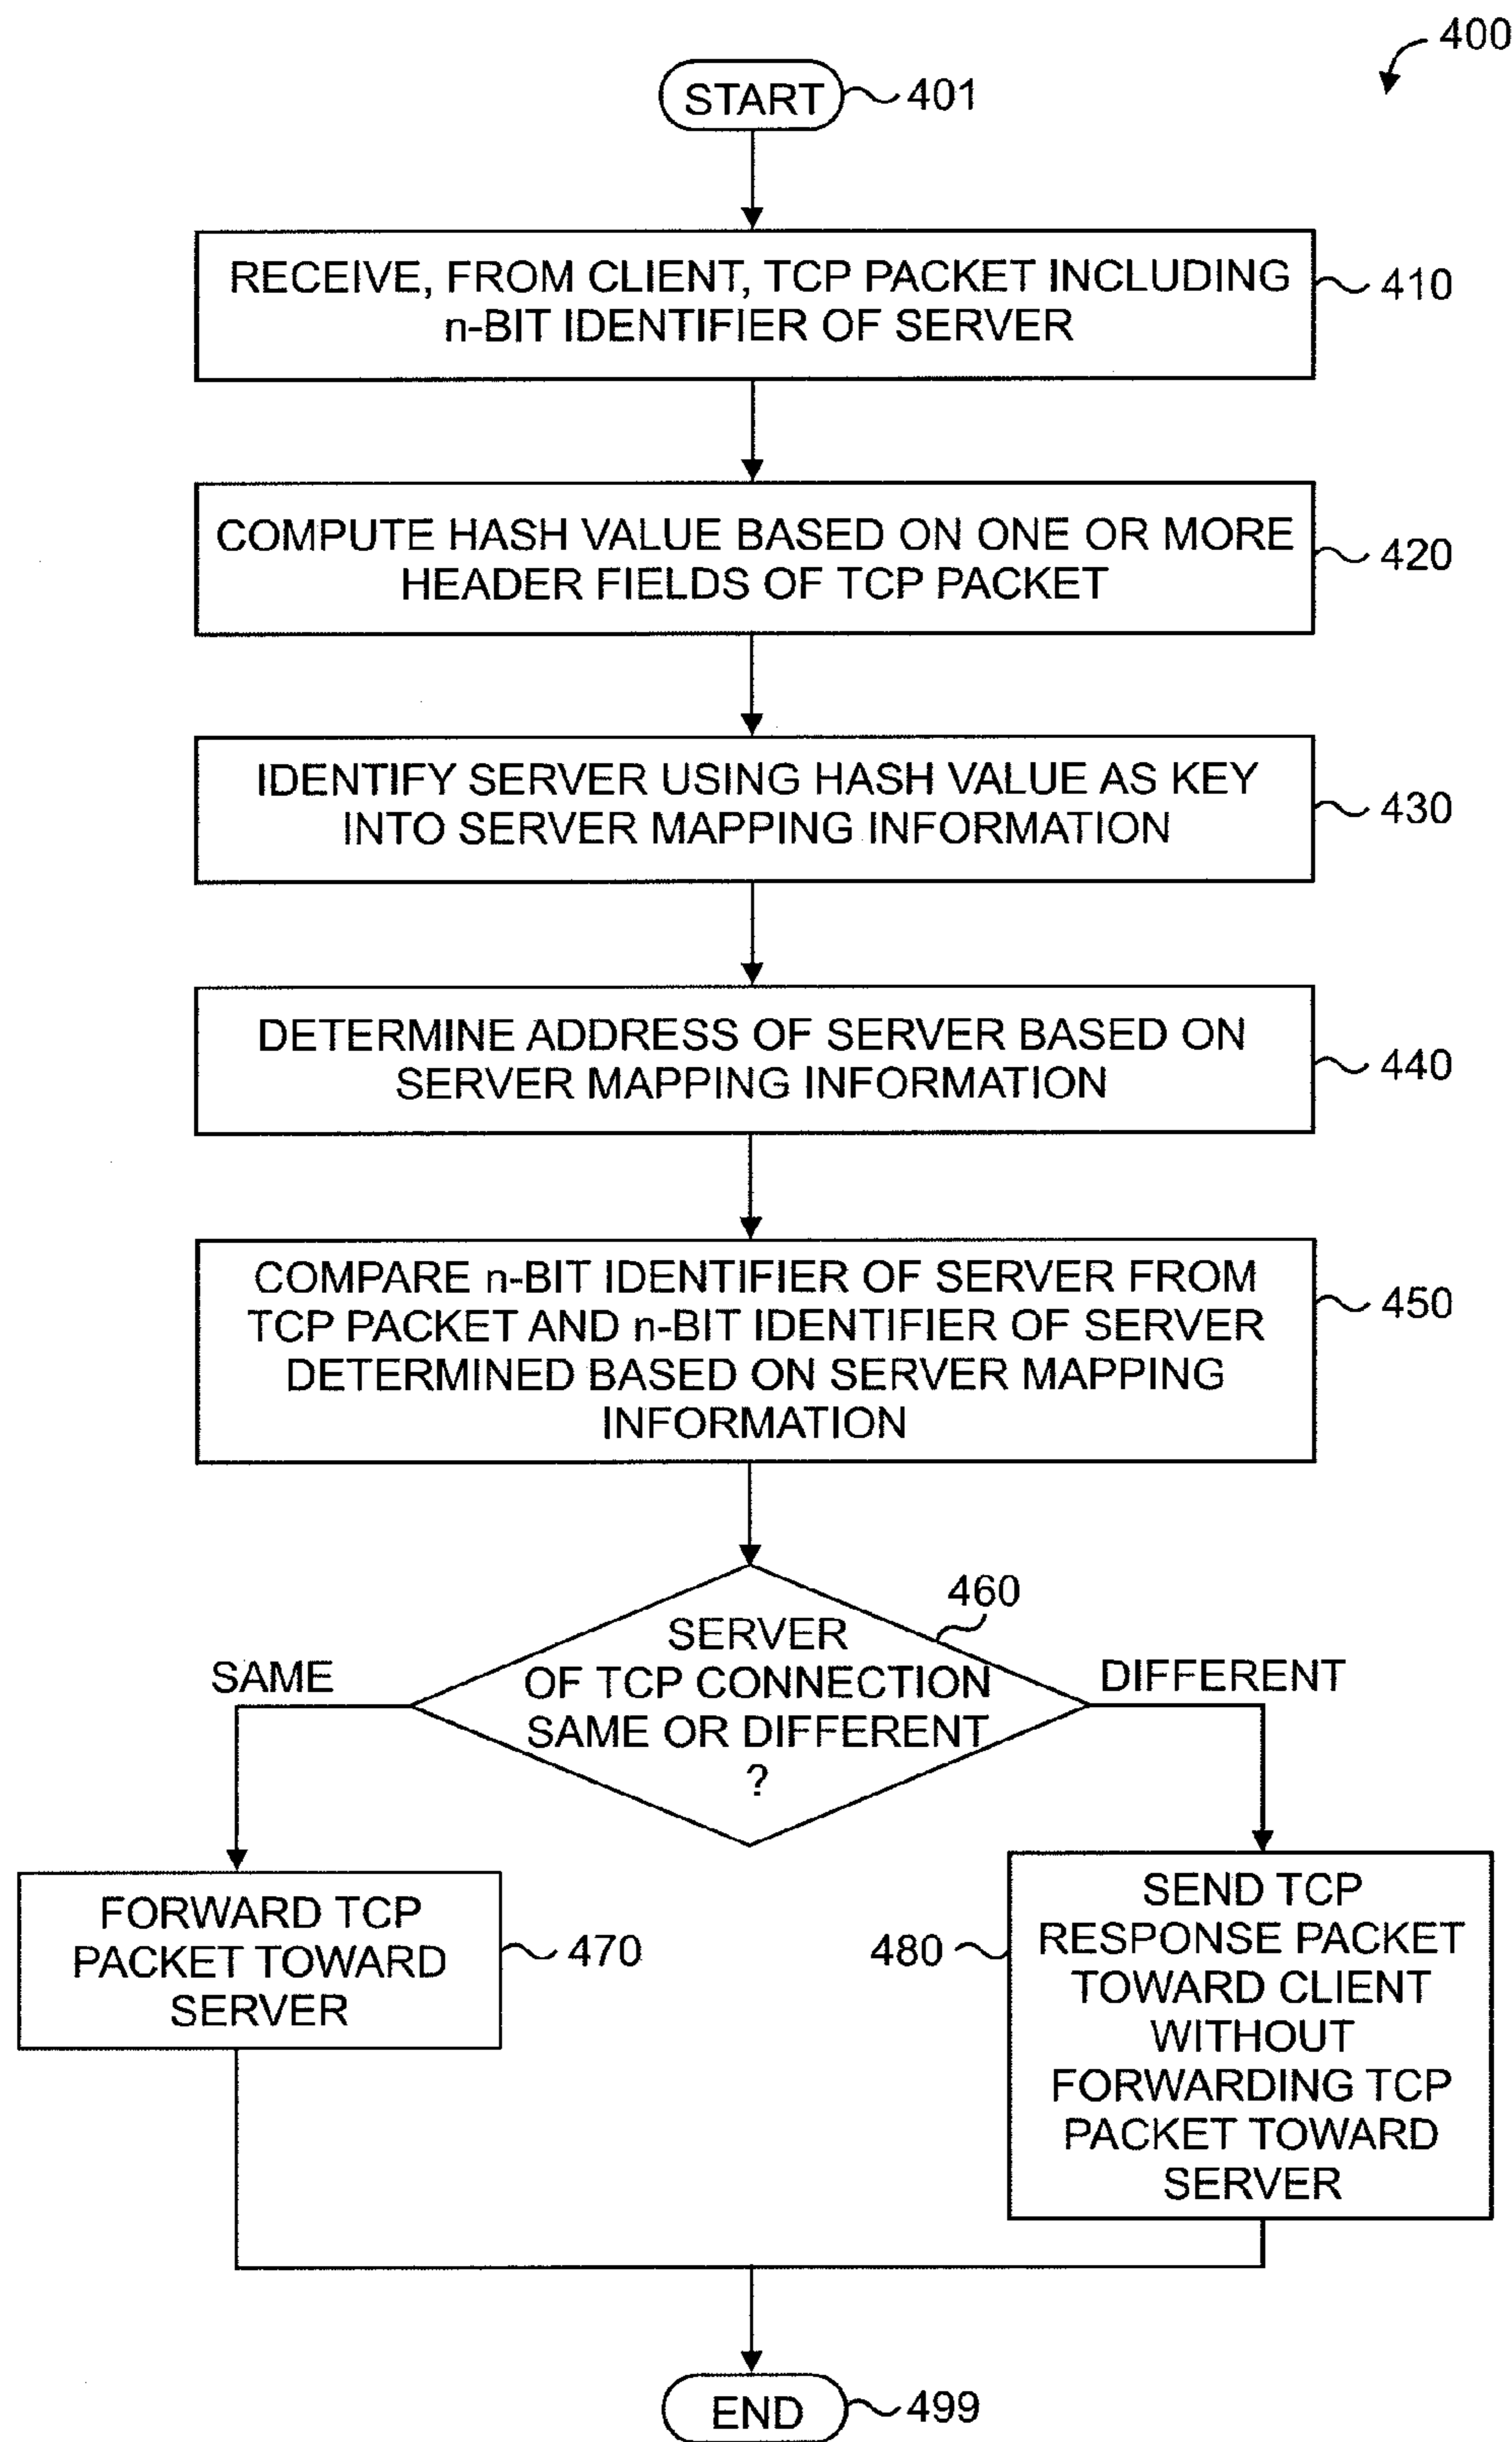 400
START
401
RECEIVE, FROM CLIENT, TCP PACKET INCLUDING
n-BIT IDENTIFIER OF SERVER
410
COMPUTE HASH VALUE BASED ON ONE OR MORE
HEADER FIELDS OF TCP PACKET
420
IDENTIFY SERVER USING HASH VALUE AS KEY
INTO SERVER MAPPING INFORMATION
430
DETERMINE ADDRESS OF SERVER BASED ON
SERVER MAPPING INFORMATION
440
COMPARE n-BIT IDENTIFIER OF SERVER FROM
TCP PACKET AND n-BIT IDENTIFIER OF SERVER
DETERMINED BASED ON SERVER MAPPING
INFORMATION
450
460
SERVER
OF TCP CONNECTION
SAME OR DIFFERENT
?
SAME
DIFFERENT
FORWARD TCP
PACKET TOWARD
SERVER
470
480
SEND TCP
RESPONSE PACKET
TOWARD CLIENT
WITHOUT
FORWARDING TCP
PACKET TOWARD
SERVER
END
499